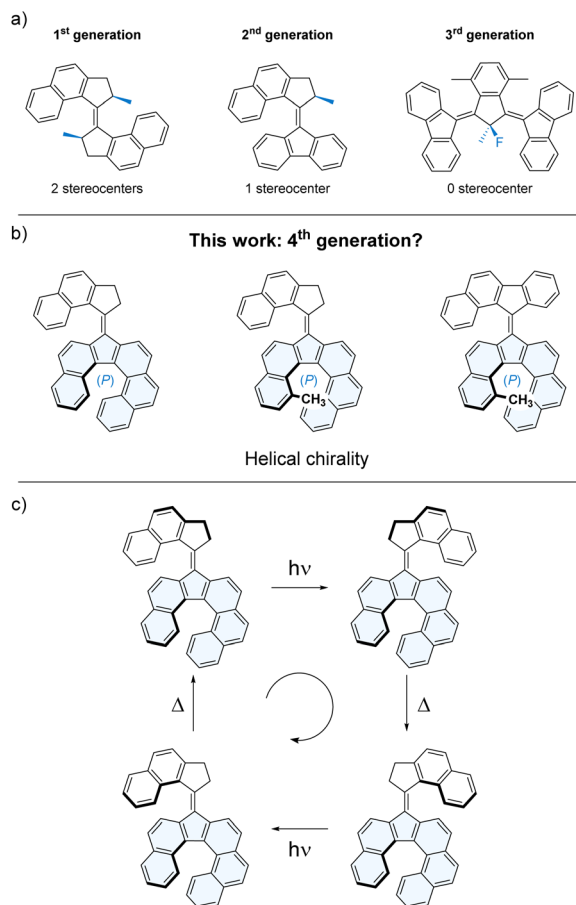 a)
1st generation
2nd generation
3rd generation
F
2 stereocenters
1 stereocenter
0 stereocenter
b)
This work: 4th generation?
(P)
(P)
CH3
(P)
CH3
Helical chirality
c)
hν
Δ
Δ
hν